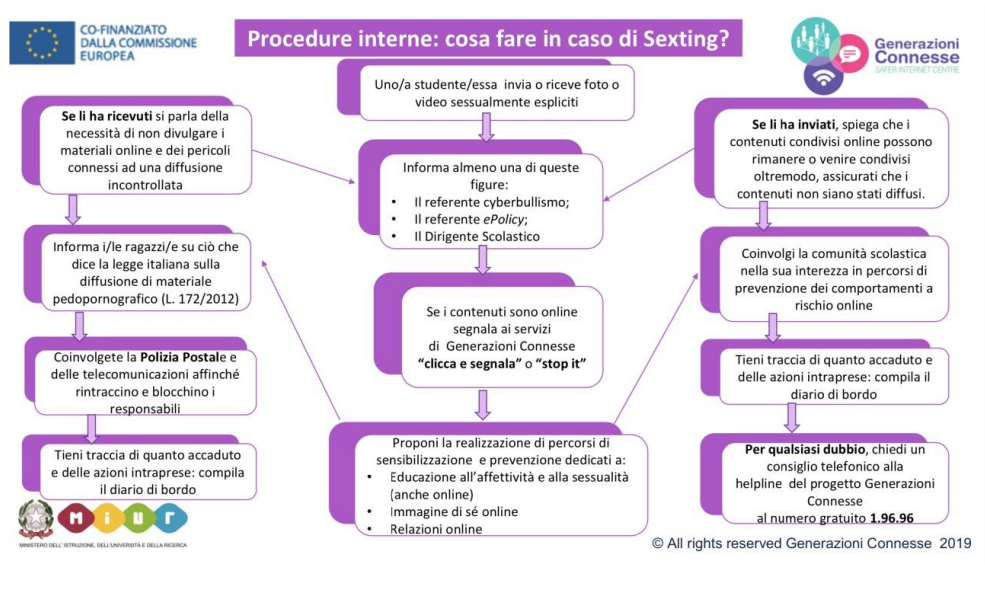 CO-FINANZIATO
DALLA COMMISSIONE
EUROPEA
Procedure interne: cosa fare in caso di Sexting?
Generazioni
Connesse
SAFER INTERNET CENTRE
Uno/a studente/essa invia o riceve foto o
video sessualmente espliciti
Se li ha ricevuti si parla della
necessità di non divulgare i
materiali online e dei pericoli
connessi ad una diffusione
incontrollata
Informa i/le ragazzi/e su ciò che
dice la legge italiana sulla
diffusione di materiale
pedopornografico (L. 172/2012)
Coinvolgete la Polizia Postale e
delle telecomunicazioni affinché
rintraccino e blocchino i
responsabili
Tieni traccia di quanto accaduto
e delle azioni intraprese: compila
il diario di bordo
Informa almeno una di queste
figure:
• Il referente cyberbullismo;
• Il referente ePolicy;
• Il Dirigente Scolastico
Se i contenuti sono online
segnala ai servizi
di Generazioni Connesse
“clicca e segnala” o “stop it”
Proponi la realizzazione di percorsi di
sensibilizzazione e prevenzione dedicati a:
• Educazione all’affettività e alla sessualità
(anche online)
• Immagine di sé online
• Relazioni online
Se li ha inviati, spiega che i
contenuti condivisi online possono
rimanere o venire condivisi
oltremodo, assicurati che i
contenuti non siano stati diffusi.
Coinvolgi la comunità scolastica
nella sua interezza in percorsi di
prevenzione dei comportamenti a
rischio online
Tieni traccia di quanto accaduto e
delle azioni intraprese: compila il
diario di bordo
Per qualsiasi dubbio, chiedi un
consiglio telefonico alla
helpline del progetto Generazioni
Connesse
al numero gratuito 1.96.96
MIUR
MINISTERO DELL' ISTRUZIONE, DELL'UNIVERSITÀ E DELLA RICERCA
© All rights reserved Generazioni Connesse 2019